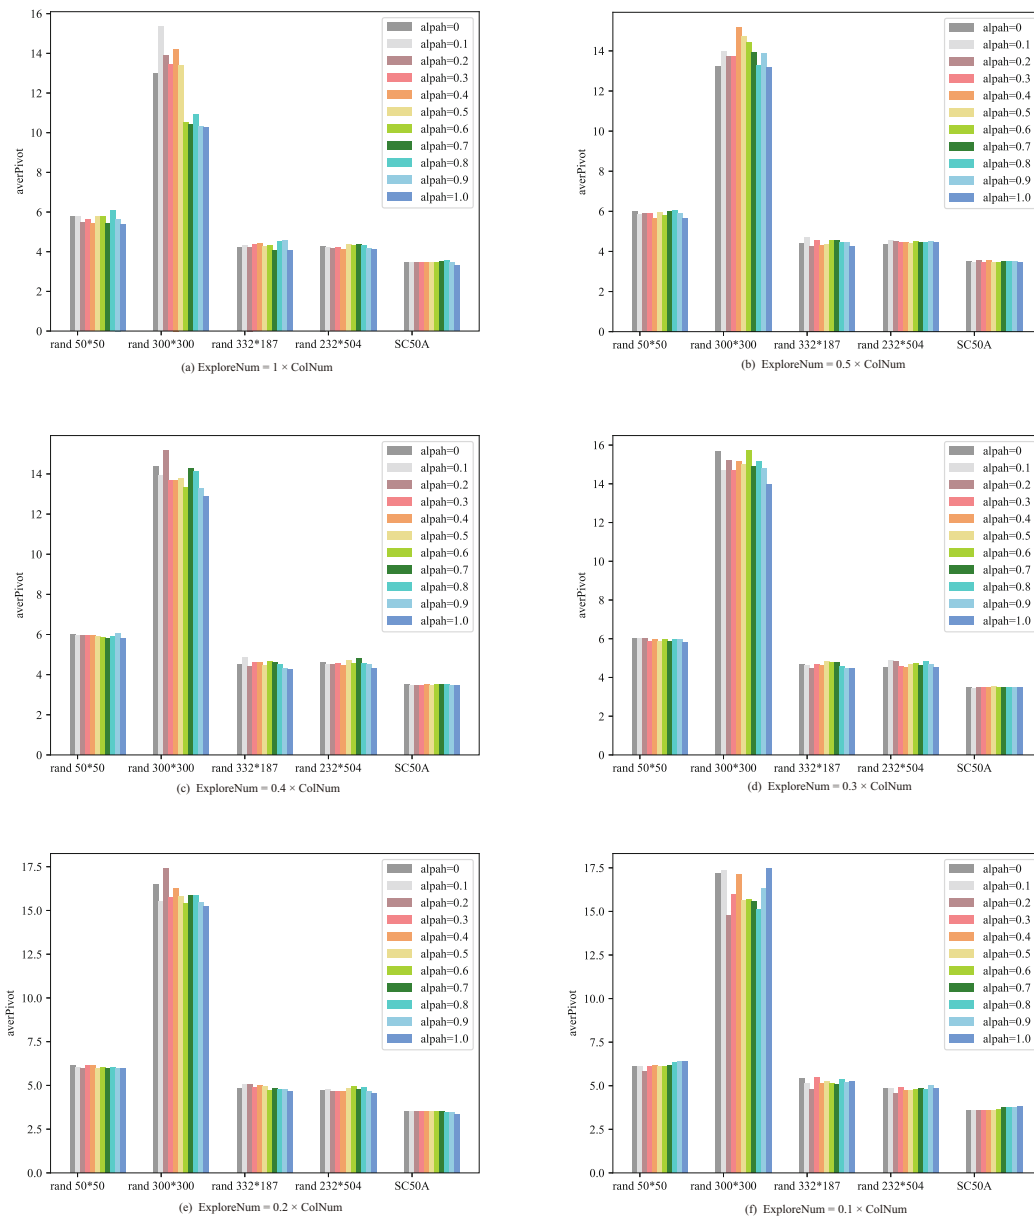 16
14
12
10
8
6
4
2
0
averPivot
alpah=0
alpah=0.1
alpah=0.2
alpah=0.3
alpah=0.4
alpah=0.5
alpah=0.6
alpah=0.7
alpah=0.8
alpah=0.9
alpah=1.0
rand 50*50 rand 300*300 rand 332*187 rand 232*504 SC50A
(a) ExploreNum = 1 × ColNum
14
12
10
8
6
4
2
0
averPivot
alpah=0
alpah=0.1
alpah=0.2
alpah=0.3
alpah=0.4
alpah=0.5
alpah=0.6
alpah=0.7
alpah=0.8
alpah=0.9
alpah=1.0
rand 50*50 rand 300*300 rand 332*187 rand 232*504 SC50A
(b) ExploreNum = 0.5 × ColNum
14
12
10
8
6
4
2
0
averPivot
alpah=0
alpah=0.1
alpah=0.2
alpah=0.3
alpah=0.4
alpah=0.5
alpah=0.6
alpah=0.7
alpah=0.8
alpah=0.9
alpah=1.0
rand 50*50 rand 300*300 rand 332*187 rand 232*504 SC50A
(c) ExploreNum = 0.4 × ColNum
16
14
12
10
8
6
4
2
0
averPivot
alpah=0
alpah=0.1
alpah=0.2
alpah=0.3
alpah=0.4
alpah=0.5
alpah=0.6
alpah=0.7
alpah=0.8
alpah=0.9
alpah=1.0
rand 50*50 rand 300*300 rand 332*187 rand 232*504 SC50A
(d) ExploreNum = 0.3 × ColNum
17.5
15.0
12.5
10.0
7.5
5.0
2.5
0.0
averPivot
alpah=0
alpah=0.1
alpah=0.2
alpah=0.3
alpah=0.4
alpah=0.5
alpah=0.6
alpah=0.7
alpah=0.8
alpah=0.9
alpah=1.0
rand 50*50 rand 300*300 rand 332*187 rand 232*504 SC50A
(e) ExploreNum = 0.2 × ColNum
17.5
15.0
12.5
10.0
7.5
5.0
2.5
0.0
averPivot
alpah=0
alpah=0.1
alpah=0.2
alpah=0.3
alpah=0.4
alpah=0.5
alpah=0.6
alpah=0.7
alpah=0.8
alpah=0.9
alpah=1.0
rand 50*50 rand 300*300 rand 332*187 rand 232*504 SC50A
(f) ExploreNum = 0.1 × ColNum